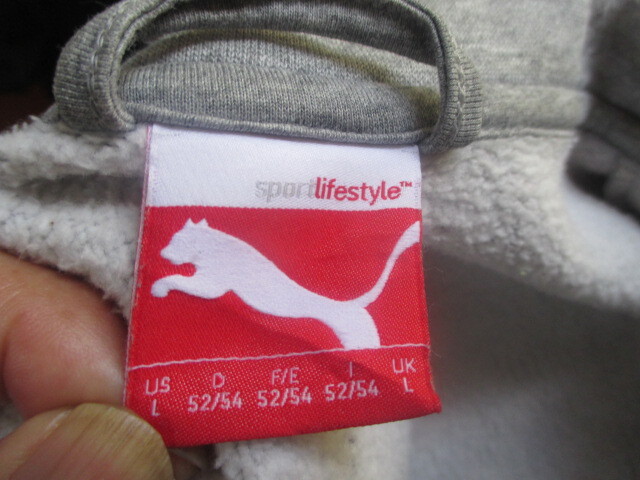 sportlifestyle™
US D F/E I UK
L 52/54 52/54 52/54 L